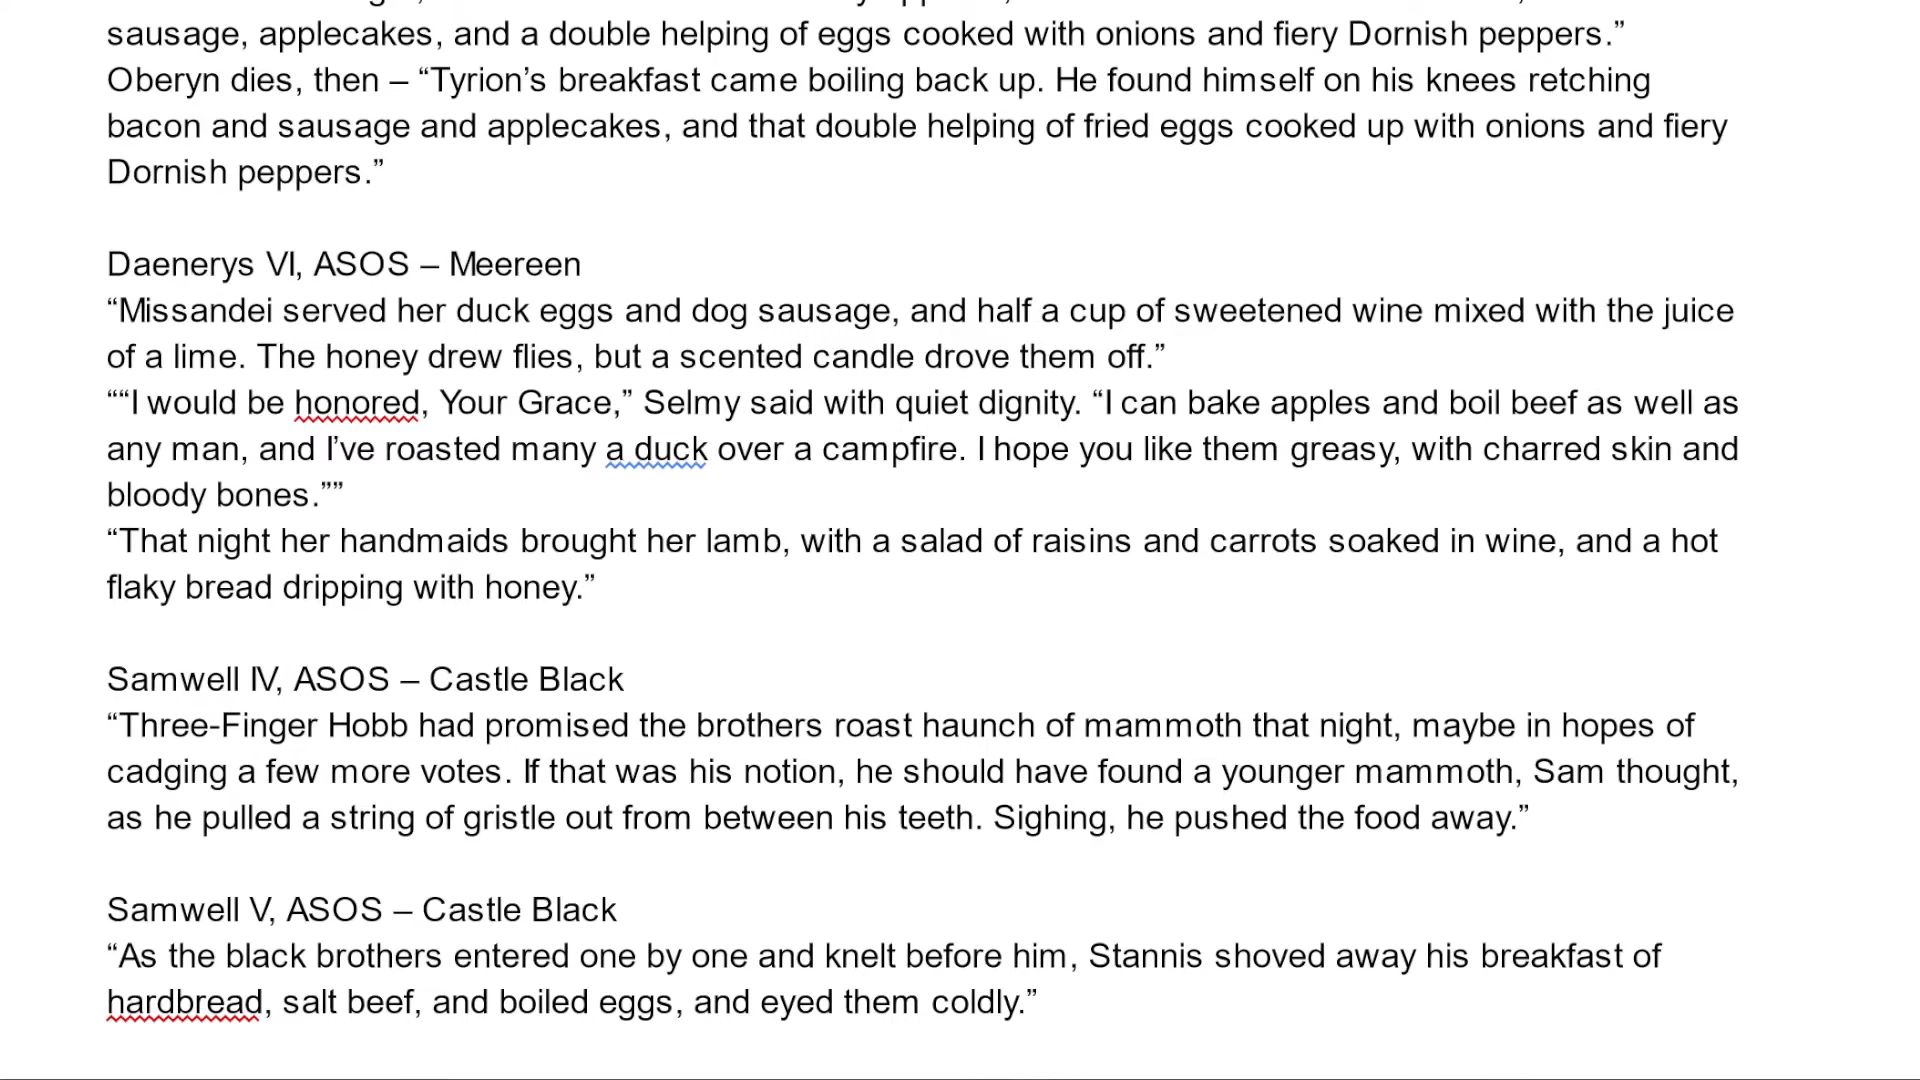 sausage, applecakes, and a double helping of eggs cooked with onions and fiery Dornish peppers.”
Oberyn dies, then – “Tyrion’s breakfast came boiling back up. He found himself on his knees retching
bacon and sausage and applecakes, and that double helping of fried eggs cooked up with onions and fiery
Dornish peppers.”
Daenerys VI, ASOS – Meereen
“Missandei served her duck eggs and dog sausage, and half a cup of sweetened wine mixed with the juice
of a lime. The honey drew flies, but a scented candle drove them off.”
““I would be honored, Your Grace,” Selmy said with quiet dignity. “I can bake apples and boil beef as well as
any man, and I’ve roasted many a duck over a campfire. I hope you like them greasy, with charred skin and
bloody bones.””
“That night her handmaids brought her lamb, with a salad of raisins and carrots soaked in wine, and a hot
flaky bread dripping with honey.”
Samwell IV, ASOS – Castle Black
“Three-Finger Hobb had promised the brothers roast haunch of mammoth that night, maybe in hopes of
cadging a few more votes. If that was his notion, he should have found a younger mammoth, Sam thought,
as he pulled a string of gristle out from between his teeth. Sighing, he pushed the food away.”
Samwell V, ASOS – Castle Black
“As the black brothers entered one by one and knelt before him, Stannis shoved away his breakfast of
hardbread, salt beef, and boiled eggs, and eyed them coldly.”